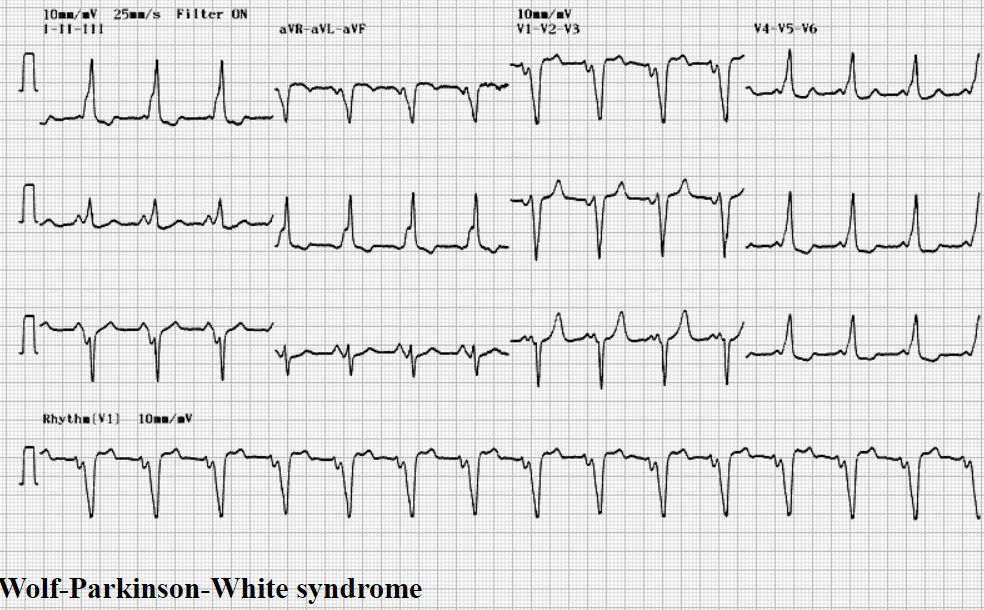 10mm/mV 25mm/s Filter ON
I-II-III
aVR-aVL-aVF
10mm/mV
V1-V2-V3
V4-V5-V6
Rhythm[V1] 10mm/mV
Wolf-Parkinson-White syndrome